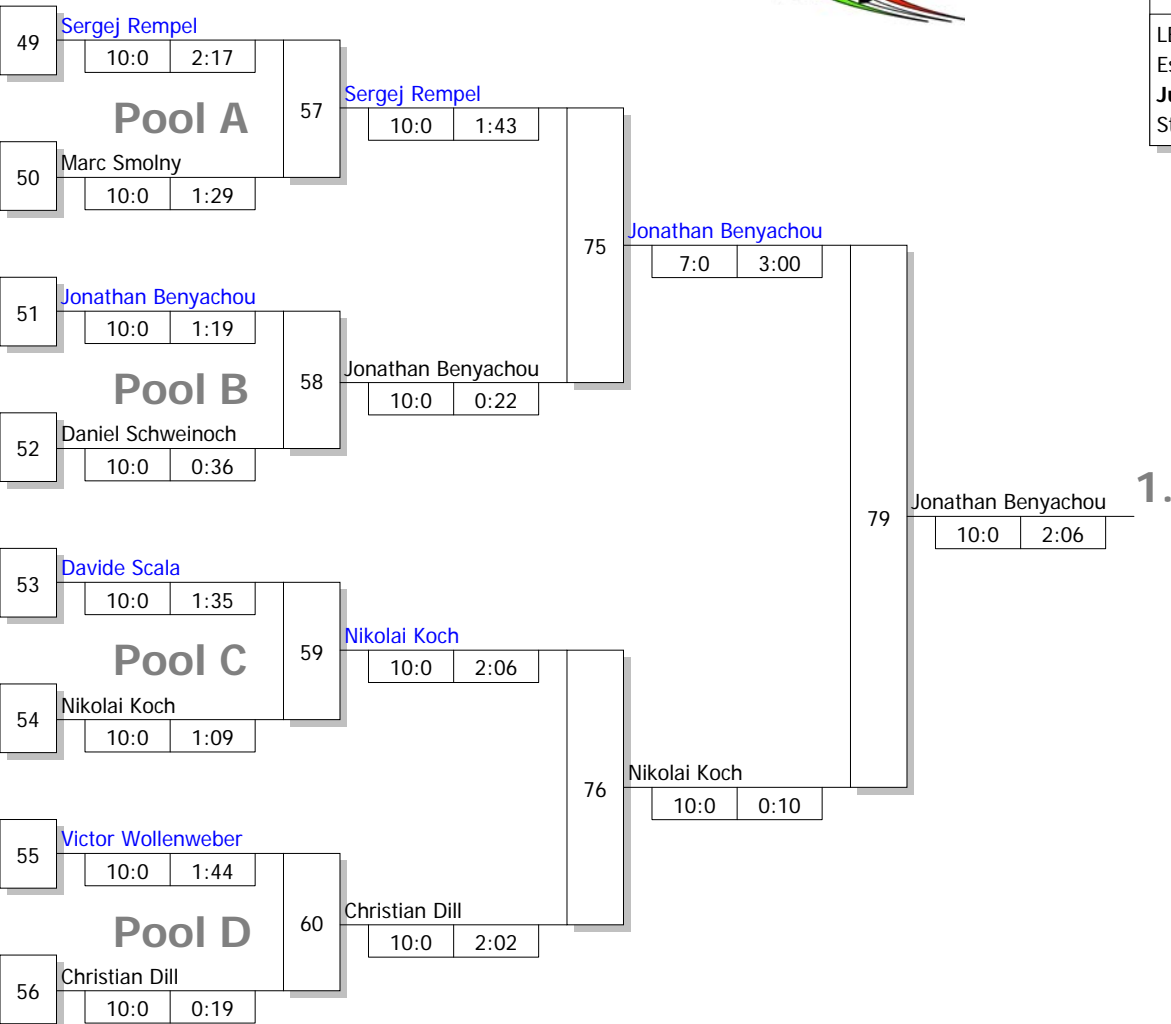 49
Sergej Rempel
10:0 2:17
Pool A
57
Sergej Rempel
10:0 1:43
50
Marc Smolny
10:0 1:29
75
Jonathan Benyachou
7:0 3:00
51
Jonathan Benyachou
10:0 1:19
Pool B
58
Jonathan Benyachou
10:0 0:22
52
Daniel Schweinoch
10:0 0:36
79
Jonathan Benyachou
10:0 2:06
1.
53
Davide Scala
10:0 1:35
Pool C
59
Nikolai Koch
10:0 2:06
54
Nikolai Koch
10:0 1:09
76
Nikolai Koch
10:0 0:10
55
Victor Wollenweber
10:0 1:44
Pool D
60
Christian Dill
10:0 2:02
56
Christian Dill
10:0 0:19